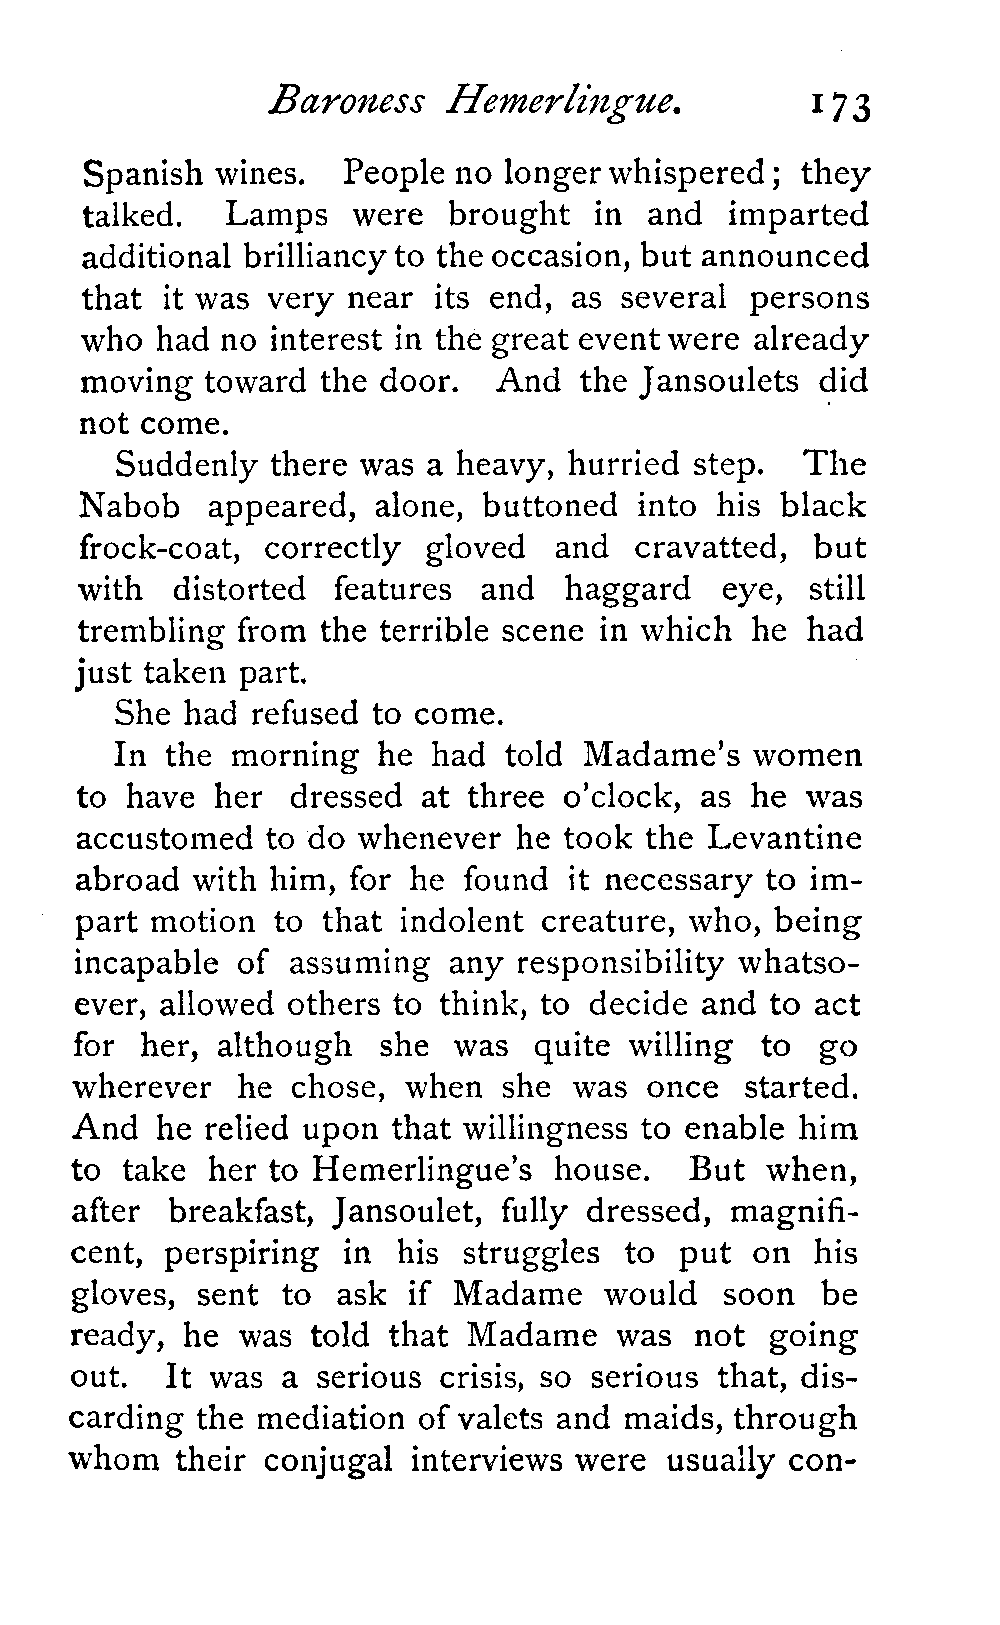 Baroness Hemerlingue. 173
Spanish wines. People no longer whispered; they
talked. Lamps were brought in and imparted
additional brilliancy to the occasion, but announced
that it was very near its end, as several persons
who had no interest in the great event were already
moving toward the door. And the Jansoulets did
not come.
Suddenly there was a heavy, hurried step. The
Nabob appeared, alone, buttoned into his black
frock-coat, correctly gloved and cravatted, but
with distorted features and haggard eye, still
trembling from the terrible scene in which he had
just taken part.
She had refused to come.
In the morning he had told Madame's women
to have her dressed at three o'clock, as he was
accustomed to do whenever he took the Levantine
abroad with him, for he found it necessary to im-
part motion to that indolent creature, who, being
incapable of assuming any responsibility whatso-
ever, allowed others to think, to decide and to act
for her, although she was quite willing to go
wherever he chose, when she was once started.
And he relied upon that willingness to enable him
to take her to Hemerlingue's house. But when,
after breakfast, Jansoulet, fully dressed, magnifi-
cent, perspiring in his struggles to put on his
gloves, sent to ask if Madame would soon be
ready, he was told that Madame was not going
out. It was a serious crisis, so serious that, dis-
carding the mediation of valets and maids, through
whom their conjugal interviews were usually con-